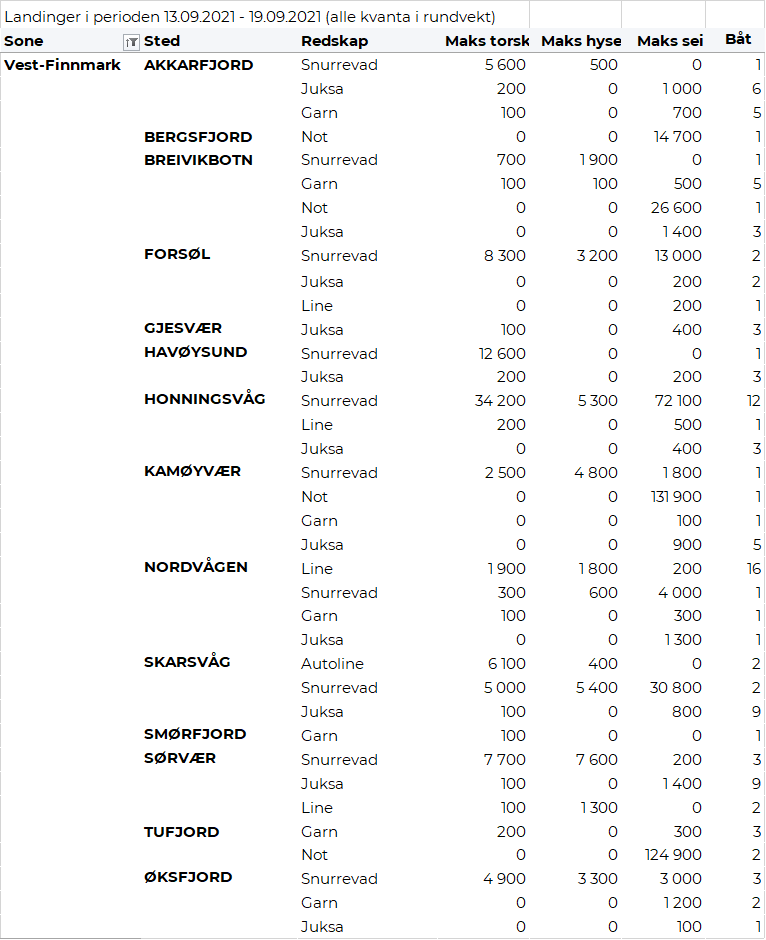 Landinger i perioden 13.09.2021 - 19.09.2021 (alle kvanta i rundvekt)
Sone Sted Redskap Maks torsk Maks hyse Maks sei Båt
Vest-Finnmark AKKARFJORD Snurrevad 5 600 500 0 1
Juksa 200 0 1 000 6
Garn 100 0 700 5
BERGSFJORD Not 0 0 14 700 1
BREIVIKBOTN Snurrevad 700 1 900 0 1
Garn 100 100 500 5
Not 0 0 26 600 1
Juksa 0 0 1 400 3
FORSØL Snurrevad 8 300 3 200 13 000 2
Juksa 0 0 200 2
Line 0 0 200 1
GJESVÆR Juksa 100 0 400 3
HAVØYSUND Snurrevad 12 600 0 0 1
Juksa 200 0 200 3
HONNINGSVÅG Snurrevad 34 200 5 300 72 100 12
Line 200 0 500 1
Juksa 0 0 400 3
KAMØYVÆR Snurrevad 2 500 4 800 1 800 1
Not 0 0 131 900 1
Garn 0 0 100 1
Juksa 0 0 900 5
NORDVÅGEN Line 1 900 1 800 200 16
Snurrevad 300 600 4 000 1
Garn 100 0 300 1
Juksa 0 0 1 300 1
SKARSVÅG Autoline 6 100 400 0 2
Snurrevad 5 000 5 400 30 800 2
Juksa 100 0 800 9
SMØRFJORD Garn 100 0 0 1
SØRVÆR Snurrevad 7 700 7 600 200 3
Juksa 100 0 1 400 9
Line 100 1 300 0 2
TUFJORD Garn 200 0 300 3
Not 0 0 124 900 2
ØKSFJORD Snurrevad 4 900 3 300 3 000 3
Garn 0 0 1 200 2
Juksa 0 0 100 1